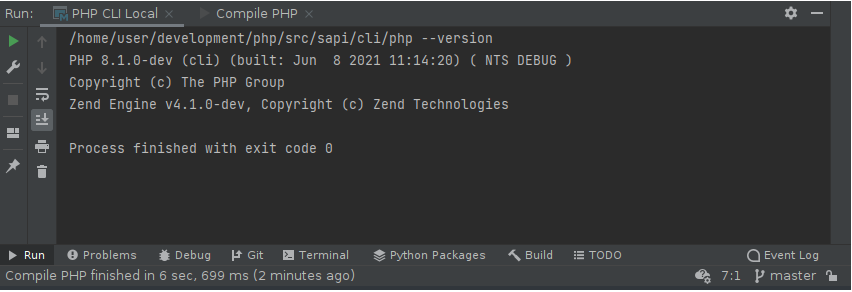 Run: PHP CLI Local × Compile PHP ×
/home/user/development/php/src/sapi/cli/php --version
PHP 8.1.0-dev (cli) (built: Jun  8 2021 11:14:20) ( NTS DEBUG )
Copyright (c) The PHP Group
Zend Engine v4.1.0-dev, Copyright (c) Zend Technologies
Process finished with exit code 0
Run Problems Debug Git Terminal Python Packages Build TODO Event Log
Compile PHP finished in 6 sec, 699 ms (2 minutes ago) 7:1 master